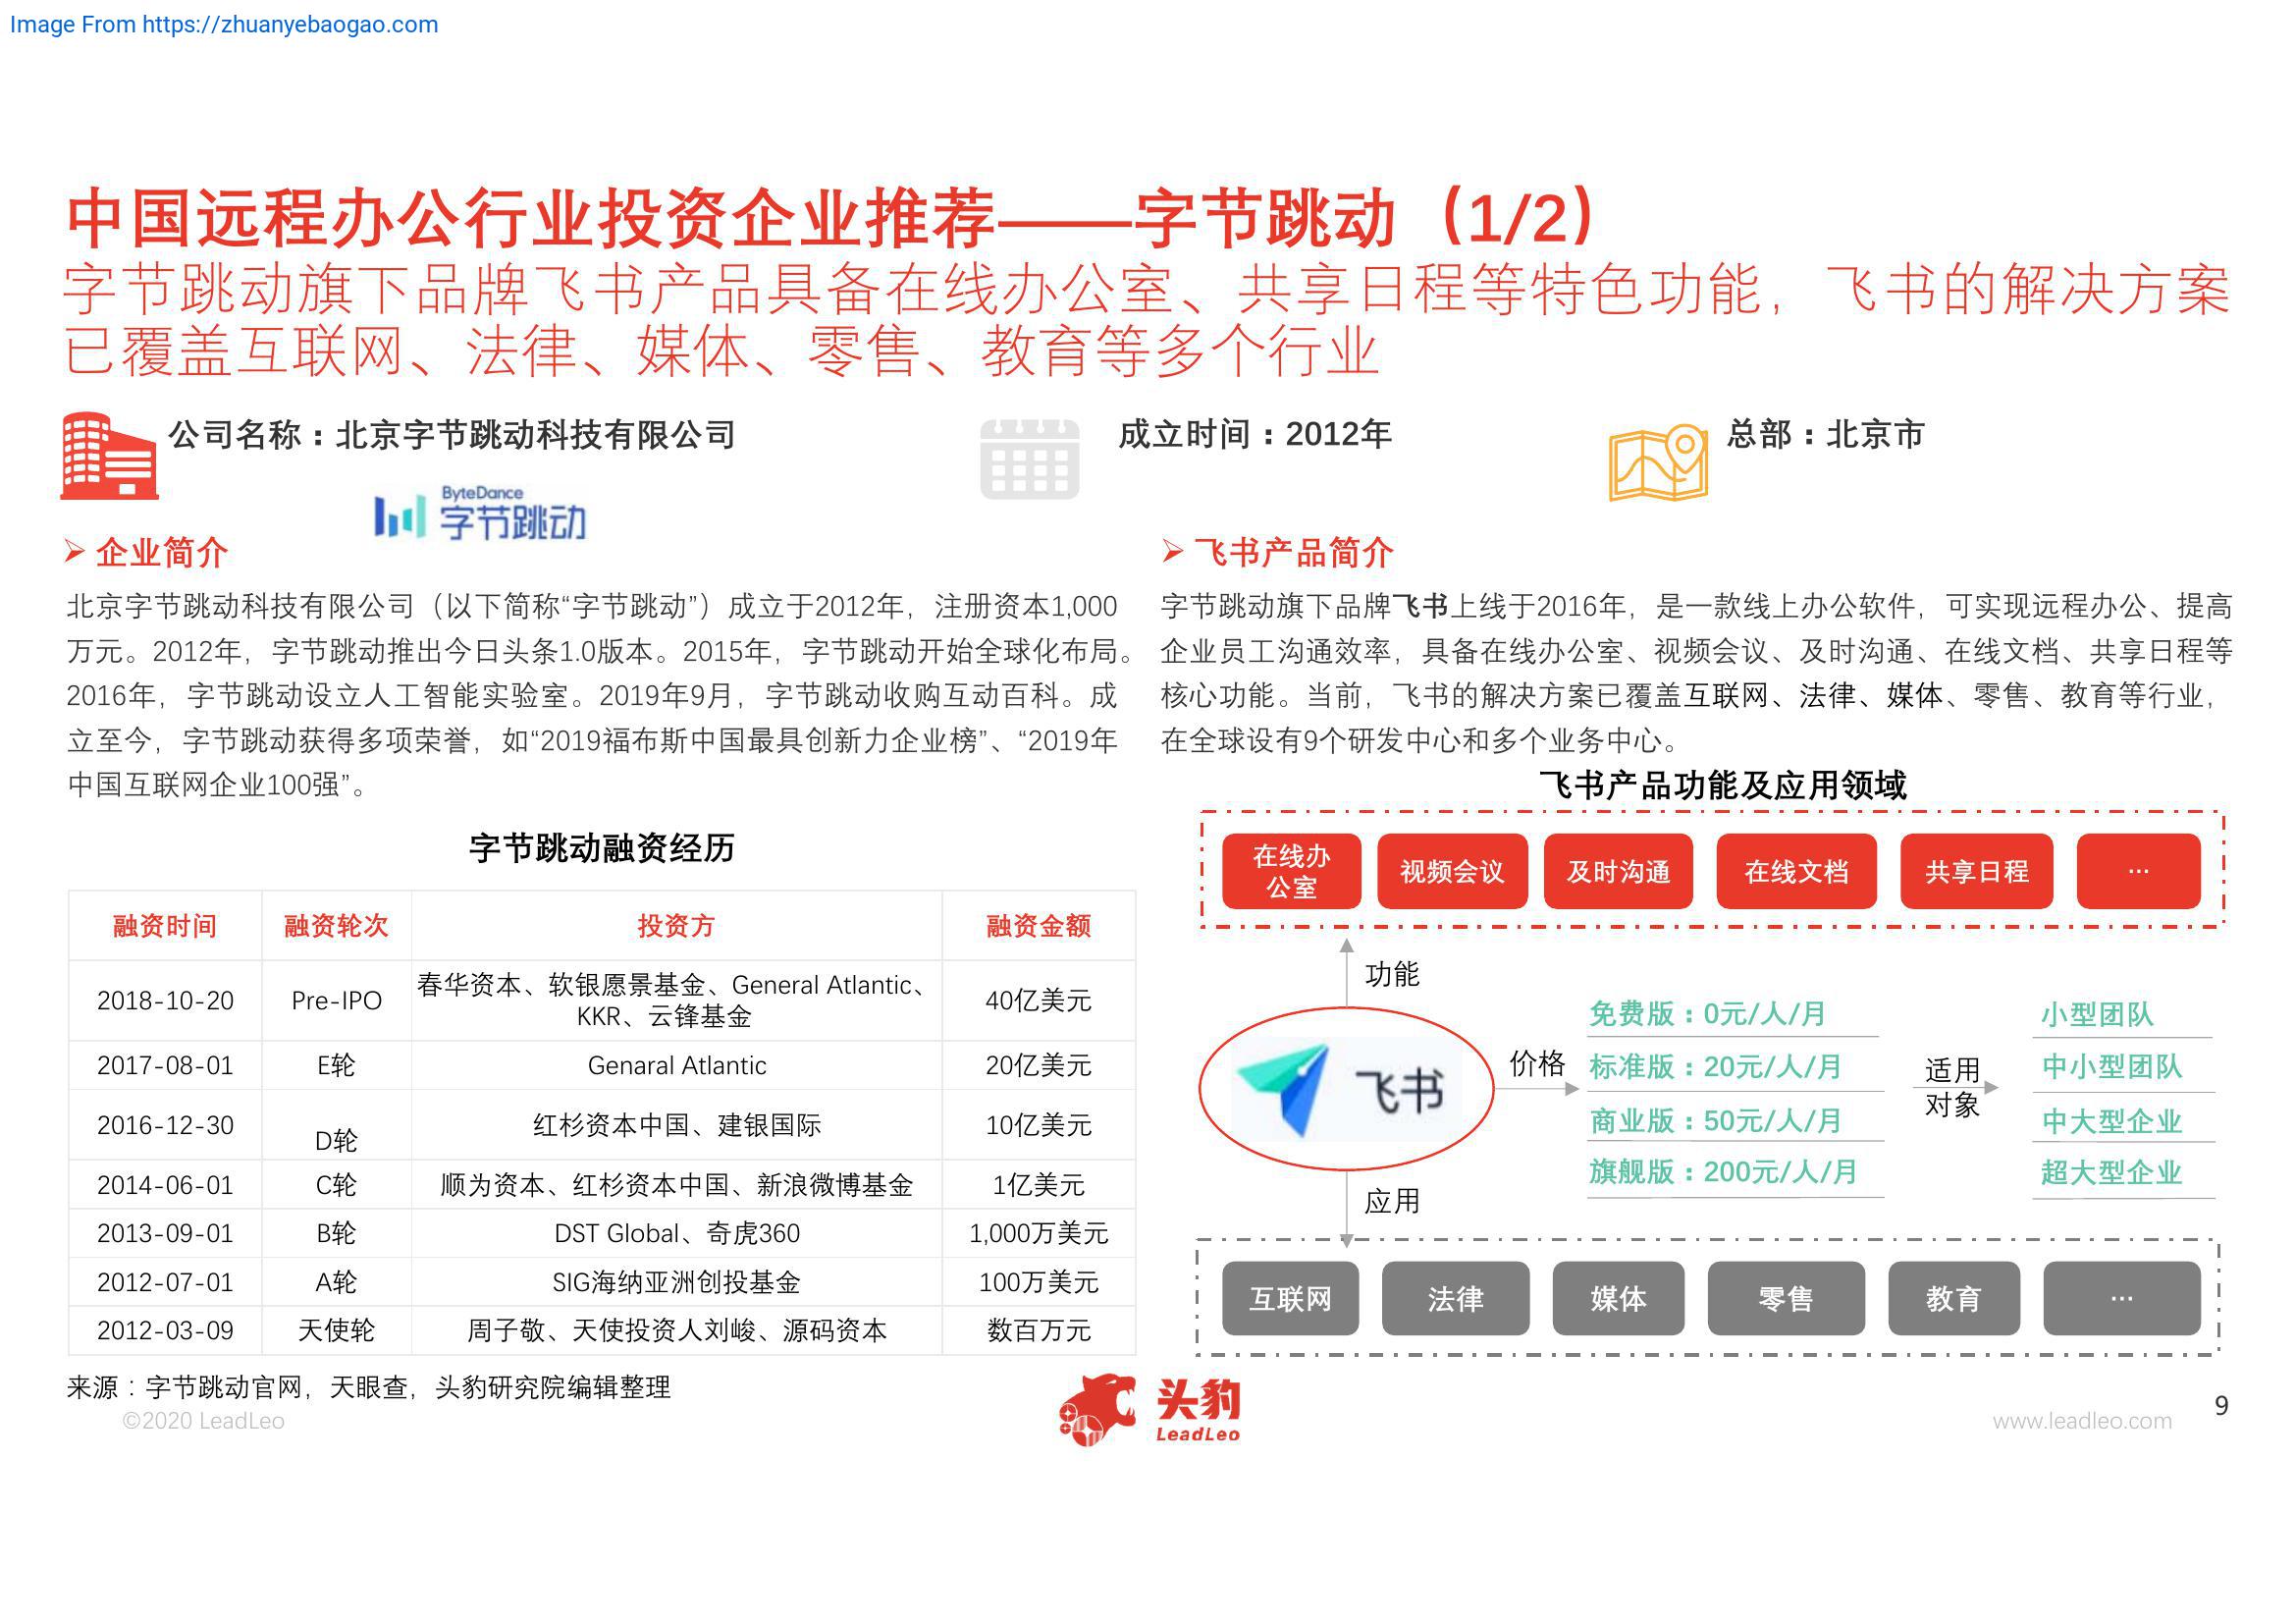 Image From https://zhuanyebaogao.com
中国远程办公行业投资企业推荐——字节跳动（1/2）
字节跳动旗下品牌飞书产品具备在线办公室、共享日程等特色功能，飞书的解决方案
已覆盖互联网、法律、媒体、零售、教育等多个行业
公司名称：北京字节跳动科技有限公司
成立时间：2012年
总部：北京市
ByteDance
字节跳动
➢ 企业简介
北京字节跳动科技有限公司（以下简称“字节跳动”）成立于2012年，注册资本1,000
万元。2012年，字节跳动推出今日头条1.0版本。2015年，字节跳动开始全球化布局。
2016年，字节跳动设立人工智能实验室。2019年9月，字节跳动收购互动百科。成
立至今，字节跳动获得多项荣誉，如“2019福布斯中国最具创新力企业榜”、“2019年
中国互联网企业100强”。
字节跳动融资经历
融资时间 融资轮次 投资方 融资金额
2018-10-20 Pre-IPO 春华资本、软银愿景基金、General Atlantic、
KKR、云锋基金 40亿美元
2017-08-01 E轮 Genaral Atlantic 20亿美元
2016-12-30 D轮 红杉资本中国、建银国际 10亿美元
2014-06-01 C轮 顺为资本、红杉资本中国、新浪微博基金 1亿美元
2013-09-01 B轮 DST Global、奇虎360 1,000万美元
2012-07-01 A轮 SIG海纳亚洲创投基金 100万美元
2012-03-09 天使轮 周子敬、天使投资人刘峻、源码资本 数百万元
➢ 飞书产品简介
字节跳动旗下品牌飞书上线于2016年，是一款线上办公软件，可实现远程办公、提高
企业员工沟通效率，具备在线办公室、视频会议、及时沟通、在线文档、共享日程等
核心功能。当前，飞书的解决方案已覆盖互联网、法律、媒体、零售、教育等行业，
在全球设有9个研发中心和多个业务中心。
飞书产品功能及应用领域
在线办
公室
视频会议
及时沟通
在线文档
共享日程
…
功能
飞书
价格
免费版：0元/人/月
标准版：20元/人/月
商业版：50元/人/月
旗舰版：200元/人/月
适用
对象
小型团队
中小型团队
中大型企业
超大型企业
应用
互联网
法律
媒体
零售
教育
…
来源：字节跳动官网，天眼查，头豹研究院编辑整理
©2020 LeadLeo
头豹
LeadLeo
www.leadleo.com
9